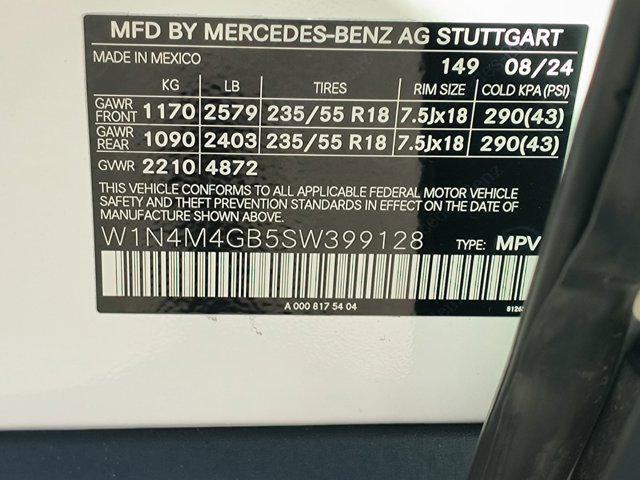 MFD BY MERCEDES-BENZ AG STUTTGART
MADE IN MEXICO 149 08/24
KG LB TIRES RIM SIZE COLD KPA(PSI)
GAWR FRONT 1170 2579 235/55 R18 7.5Jx18 290(43)
GAWR REAR 1090 2403 235/55 R18 7.5Jx18 290(43)
GVWR 2210 4872
THIS VEHICLE CONFORMS TO ALL APPLICABLE FEDERAL MOTOR VEHICLE
SAFETY AND THEFT PREVENTION STANDARDS IN EFFECT ON THE DATE
OF MANUFACTURE SHOWN ABOVE.
W1N4M4GB5SW399128 TYPE: MPV
A 000 817 54 04